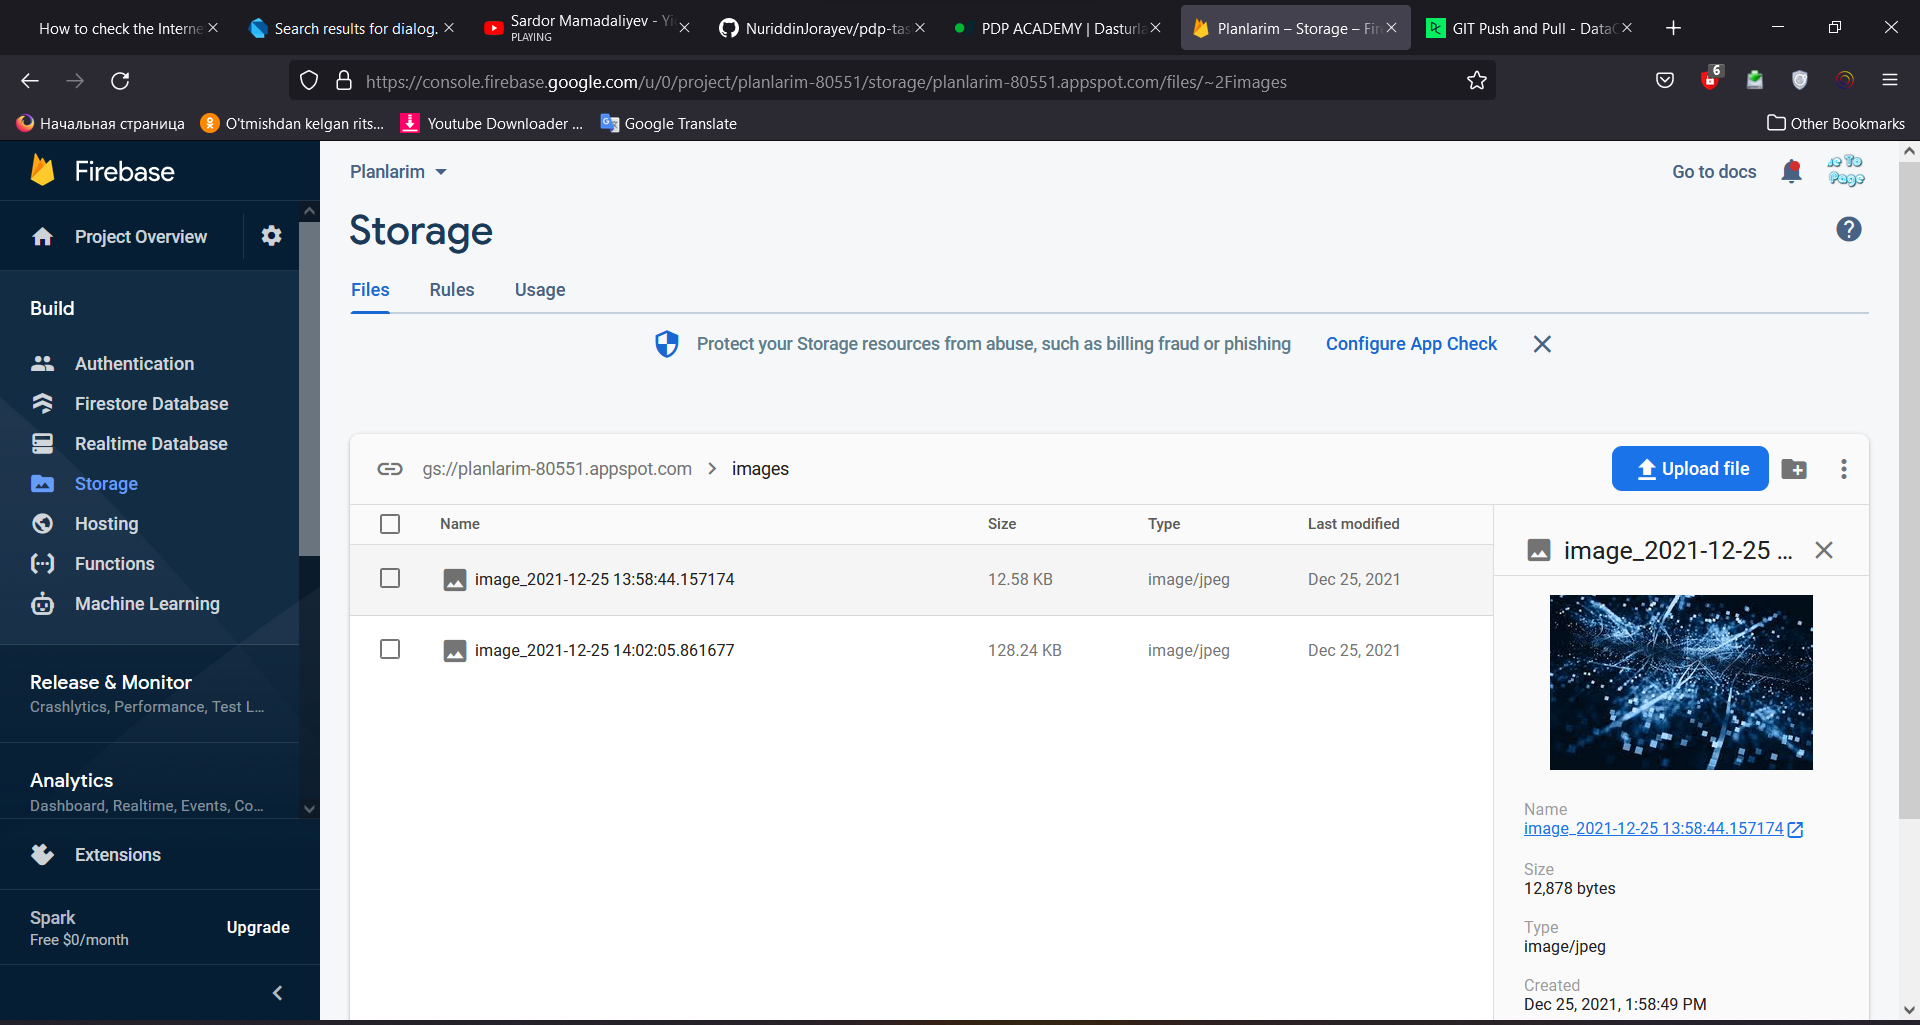 How to check the Interne
Search results for dialog.
Sardor Mamadaliyev - Yi
PLAYING
NuriddinJorayev/pdp-tas
PDP ACADEMY | Dasturla
Planlarim – Storage – Fire
GIT Push and Pull - DataC
https://console.firebase.google.com/u/0/project/planlarim-80551/storage/planlarim-80551.appspot.com/files/~2Fimages
6
Начальная страница
O'tmishdan kelgan rits...
Youtube Downloader ...
Google Translate
Other Bookmarks
Firebase
Project Overview
Build
Authentication
Firestore Database
Realtime Database
Storage
Hosting
Functions
Machine Learning
Release & Monitor
Crashlytics, Performance, Test L...
Analytics
Dashboard, Realtime, Events, Co...
Extensions
Spark
Free $0/month
Upgrade
Planlarim
Go to docs
To
Page
Storage
Files
Rules
Usage
Protect your Storage resources from abuse, such as billing fraud or phishing
Configure App Check
gs://planlarim-80551.appspot.com
images
Upload file
Name
Size
Type
Last modified
image_2021-12-25 13:58:44.157174
12.58 KB
image/jpeg
Dec 25, 2021
image_2021-12-25 14:02:05.861677
128.24 KB
image/jpeg
Dec 25, 2021
image_2021-12-25 ...
Name
image_2021-12-25 13:58:44.157174
Size
12,878 bytes
Type
image/jpeg
Created
Dec 25, 2021, 1:58:49 PM